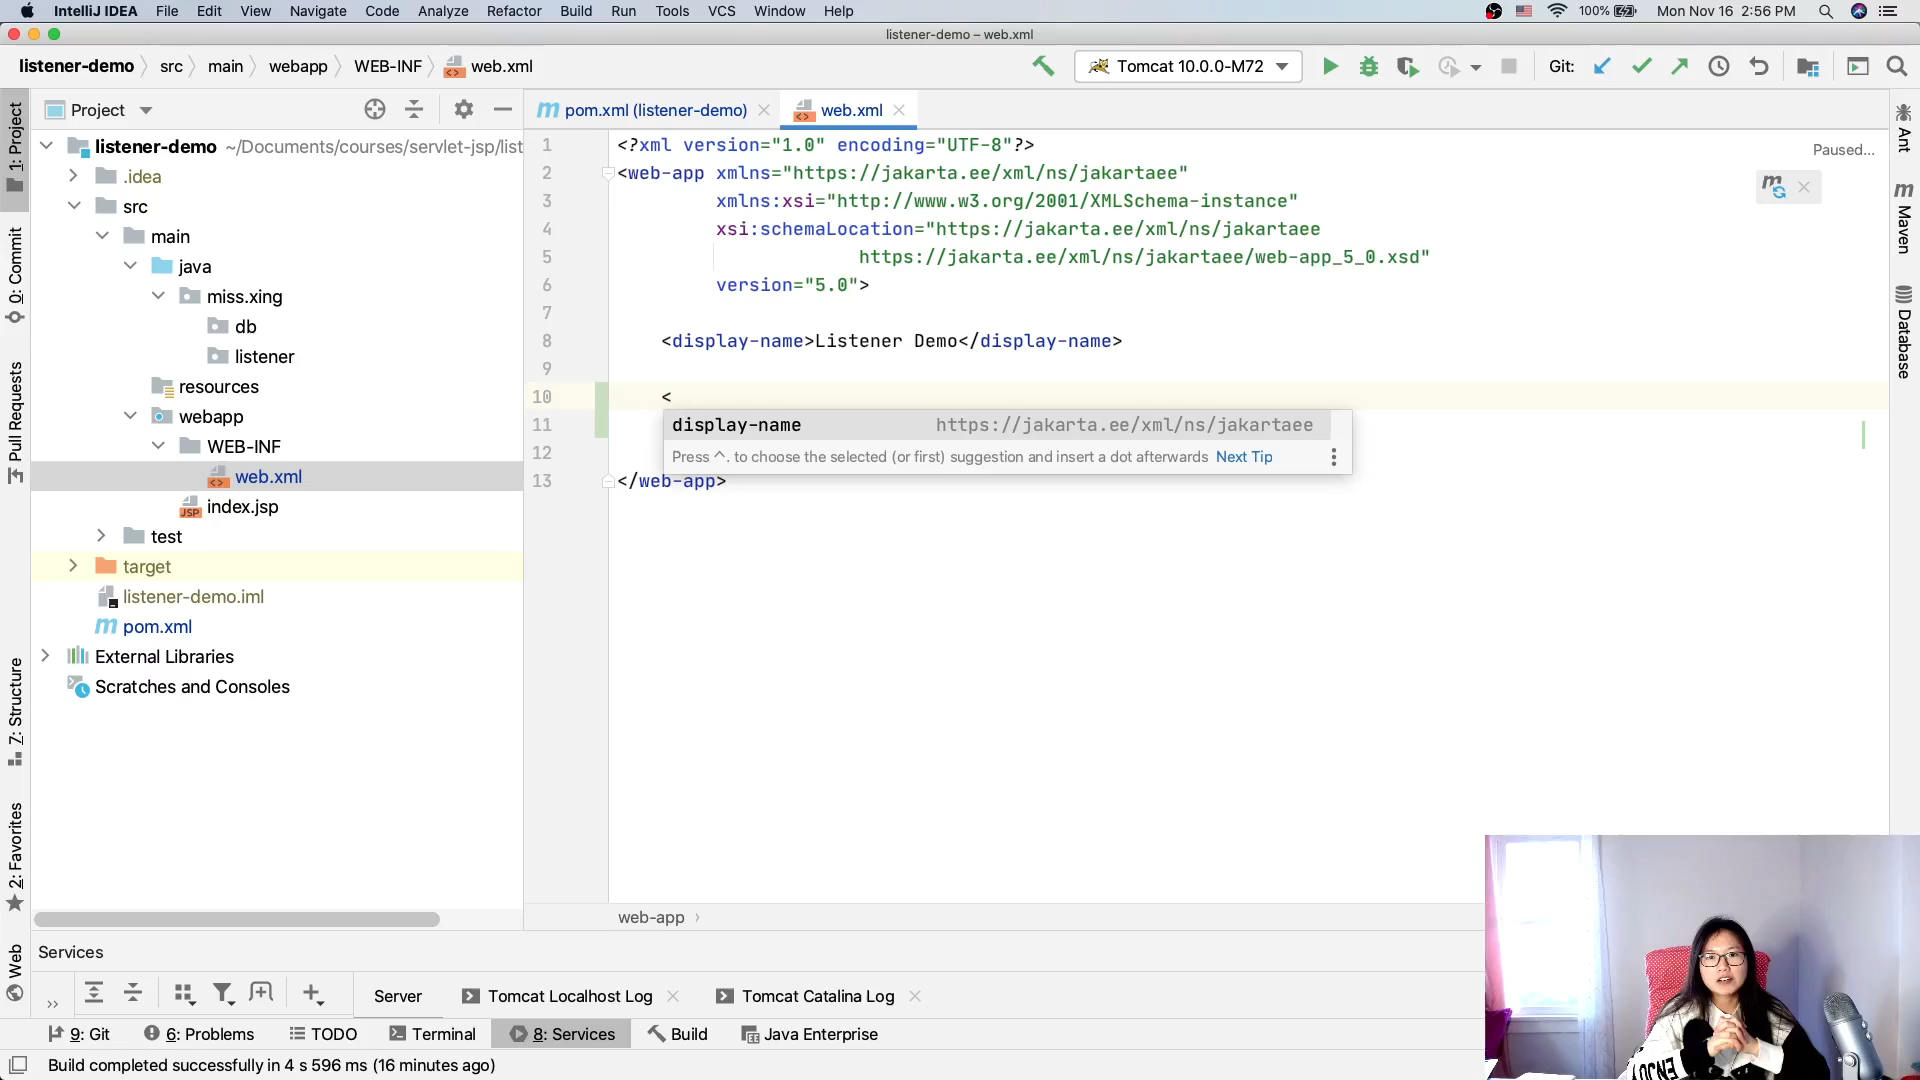 IntelliJ IDEA File Edit View Navigate Code Analyze Refactor Build Run Tools VCS Window Help 100% Mon Nov 16 2:56 PM
listener-demo – web.xml
listener-demo src main webapp WEB-INF web.xml Tomcat 10.0.0-M72 Git:
Project
pom.xml (listener-demo) web.xml
listener-demo ~/Documents/courses/servlet-jsp/list
.idea
src
main
java
miss.xing
db
listener
resources
webapp
WEB-INF
web.xml
index.jsp
test
target
listener-demo.iml
pom.xml
External Libraries
Scratches and Consoles
1: Project
0: Commit
Pull Requests
Z: Structure
2: Favorites
Web
1 <?xml version="1.0" encoding="UTF-8"?>
2 <web-app xmlns="https://jakarta.ee/xml/ns/jakartaee"
3 xmlns:xsi="http://www.w3.org/2001/XMLSchema-instance"
4 xsi:schemaLocation="https://jakarta.ee/xml/ns/jakartaee
5 https://jakarta.ee/xml/ns/jakartaee/web-app_5_0.xsd"
6 version="5.0">
7
8 <display-name>Listener Demo</display-name>
9
10 <
11
12
13 </web-app>
display-name https://jakarta.ee/xml/ns/jakartaee
Press ^. to choose the selected (or first) suggestion and insert a dot afterwards Next Tip
Paused...
Ant
Maven
Database
web-app
Services
Server Tomcat Localhost Log Tomcat Catalina Log
9: Git 6: Problems TODO Terminal 8: Services Build Java Enterprise
Build completed successfully in 4 s 596 ms (16 minutes ago)
ENJO